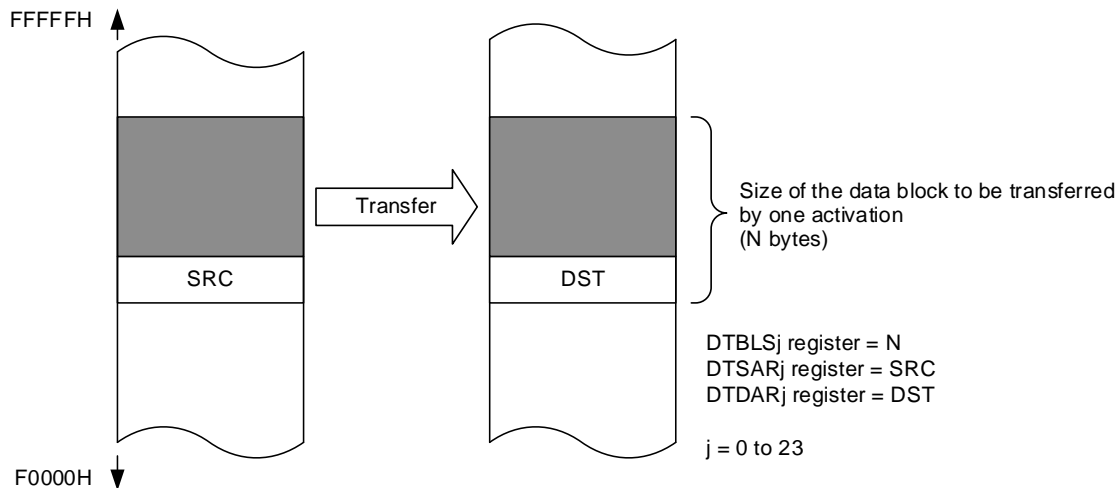 FFFFFH
Transfer
Size of the data block to be transferred
by one activation
(N bytes)
SRC
DST
DTBLSj register = N
DTSARj register = SRC
DTDARj register = DST
j = 0 to 23
F0000H